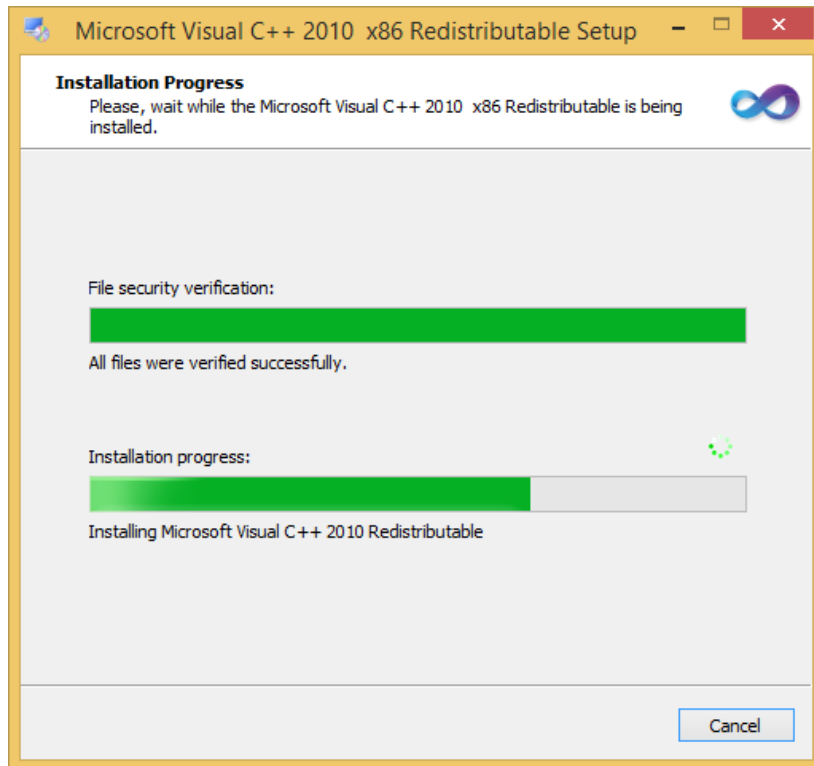 Microsoft Visual C++ 2010  x86 Redistributable Setup
Installation Progress
Please, wait while the Microsoft Visual C++ 2010  x86 Redistributable is being
installed.
File security verification:
All files were verified successfully.
Installation progress:
Installing Microsoft Visual C++ 2010 Redistributable
Cancel